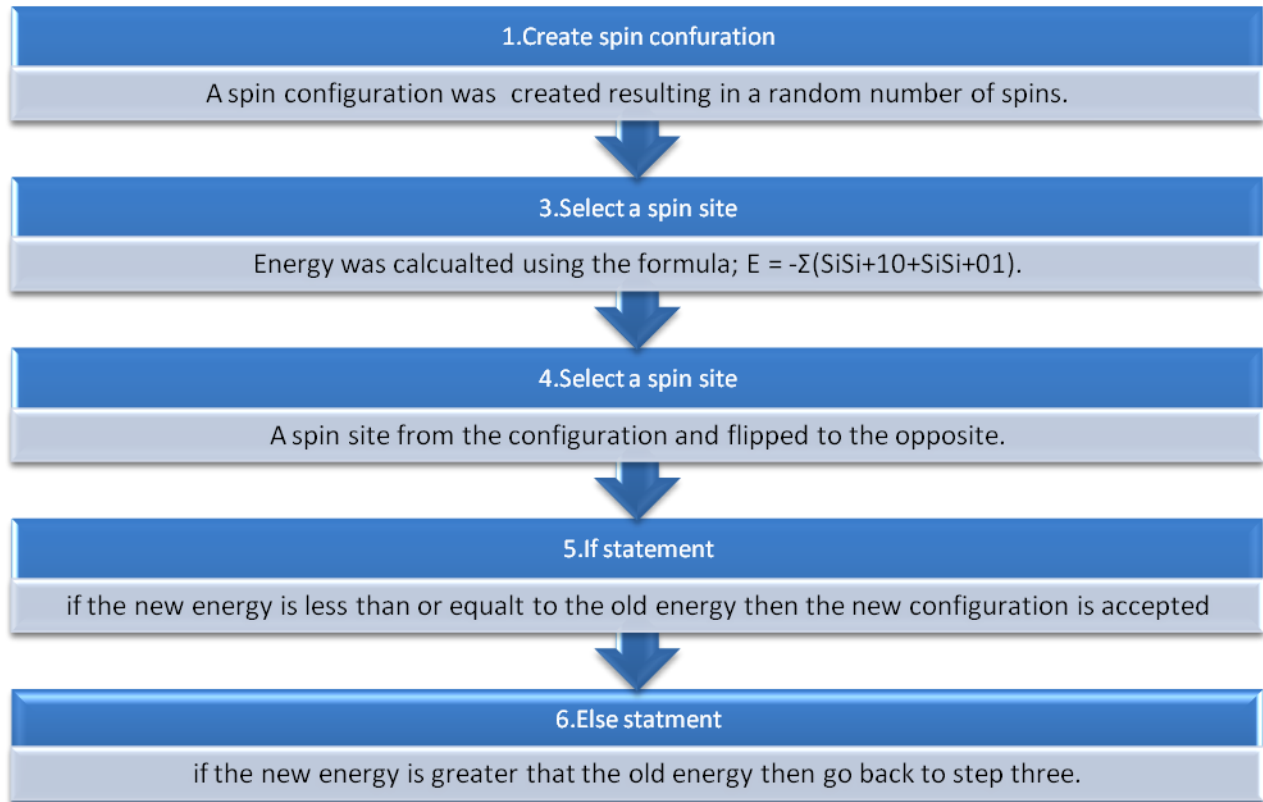 1.Create spin confuration
A spin configuration was created resulting in a random number of spins.
3.Select a spin site
Energy was calcualted using the formula; E = -Σ(SiSi+10+SiSi+01).
4.Select a spin site
A spin site from the configuration and flipped to the opposite.
5.If statement
if the new energy is less than or equalt to the old energy then the new configuration is accepted
6.Else statment
if the new energy is greater that the old energy then go back to step three.